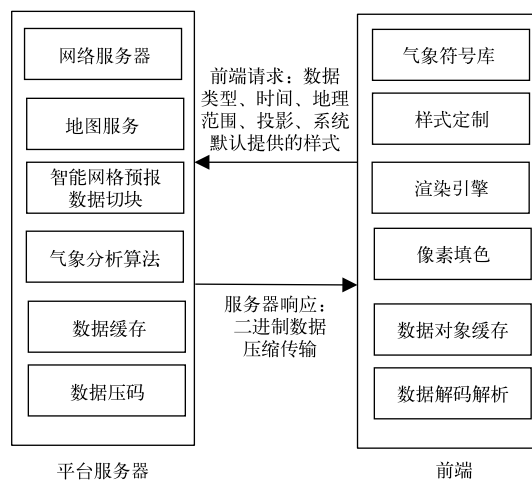 网络服务器
地图服务
智能网格预报
数据切块
气象分析算法
数据缓存
数据压码
平台服务器
前端请求：数据
类型、时间、地理
范围、投影、系统
默认提供的样式
服务器响应：
二进制数据
压缩传输
气象符号库
样式定制
渲染引擎
像素填色
数据对象缓存
数据解码解析
前端